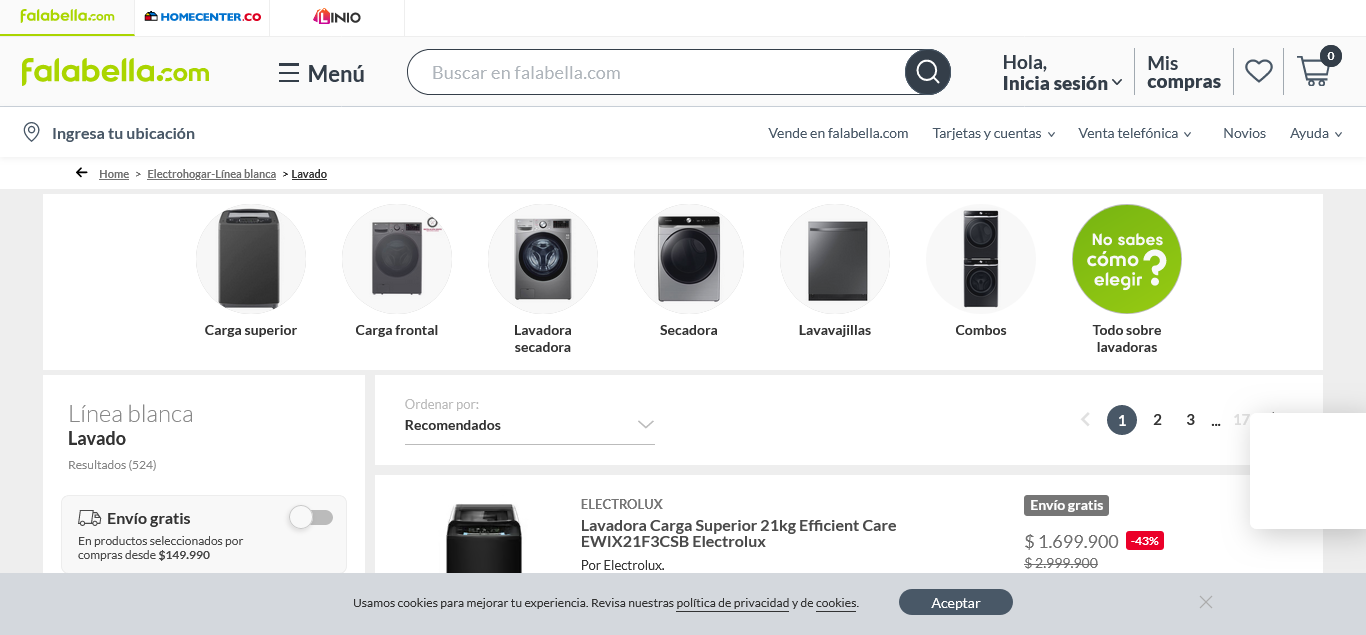 falabella.com
HOMECENTER.CO
LINIO
falabella.com
Menú
Buscar en falabella.com
Hola,
Inicia sesión
Mis
compras
0
Ingresa tu ubicación
Vende en falabella.com
Tarjetas y cuentas
Venta telefónica
Novios
Ayuda
Home > Electrohogar-Línea blanca > Lavado
No sabes
cómo
elegir ?
Carga superior
Carga frontal
Lavadora
secadora
Secadora
Lavavajillas
Combos
Todo sobre
lavadoras
Línea blanca
Lavado
Resultados (524)
Envío gratis
En productos seleccionados por
compras desde $149.990
Ordenar por:
Recomendados
1 2 3 ... 17
ELECTROLUX
Lavadora Carga Superior 21kg Efficient Care
EWIX21F3CSB Electrolux
Por Electrolux.
Envío gratis
$ 1.699.900 -43%
$ 2.999.900
Usamos cookies para mejorar tu experiencia. Revisa nuestras política de privacidad y de cookies.
Aceptar